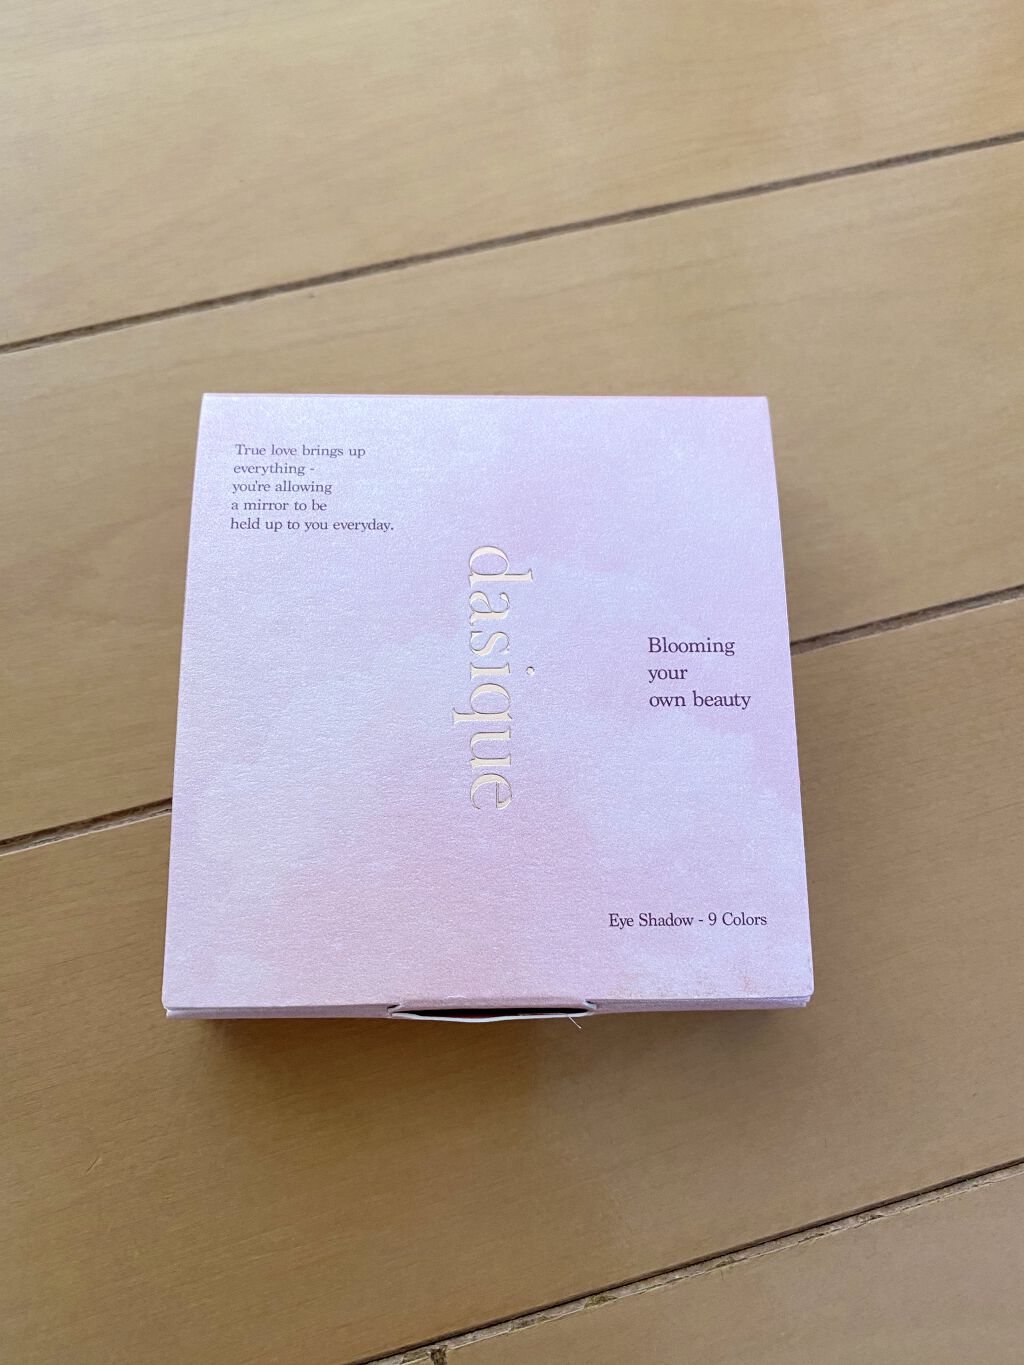 True love brings up
everything -
you're allowing
a mirror to be
held up to you everyday.
dasique
Blooming
your
own beauty
Eye Shadow - 9 Colors